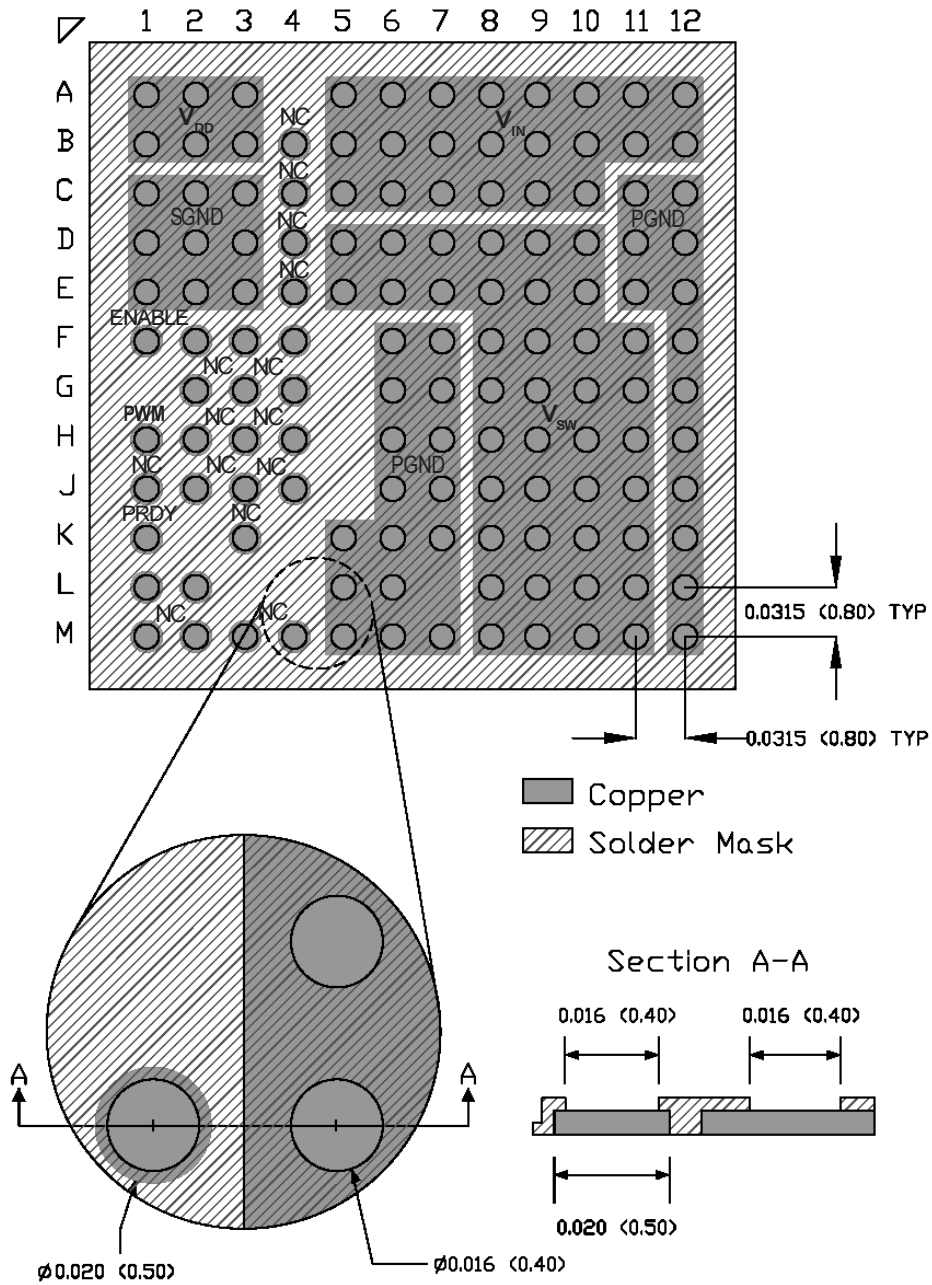 1 2 3 4 5 6 7 8 9 10 11 12
A
VDD
NC
VIN
B
NC
C
SGND
NC
PGND
D
NC
E
ENABLE
F
NC NC
G
PWM
NC NC
VSW
H
NC
NC NC
PGND
J
PRDY
NC
K
L
0.0315 (0.80) TYP
NC
NC
M
0.0315 (0.80) TYP
Copper
Solder Mask
Section A-A
0.016 (0.40)
0.016 (0.40)
A
A
0.020 (0.50)
Ø0.020 (0.50)
Ø0.016 (0.40)